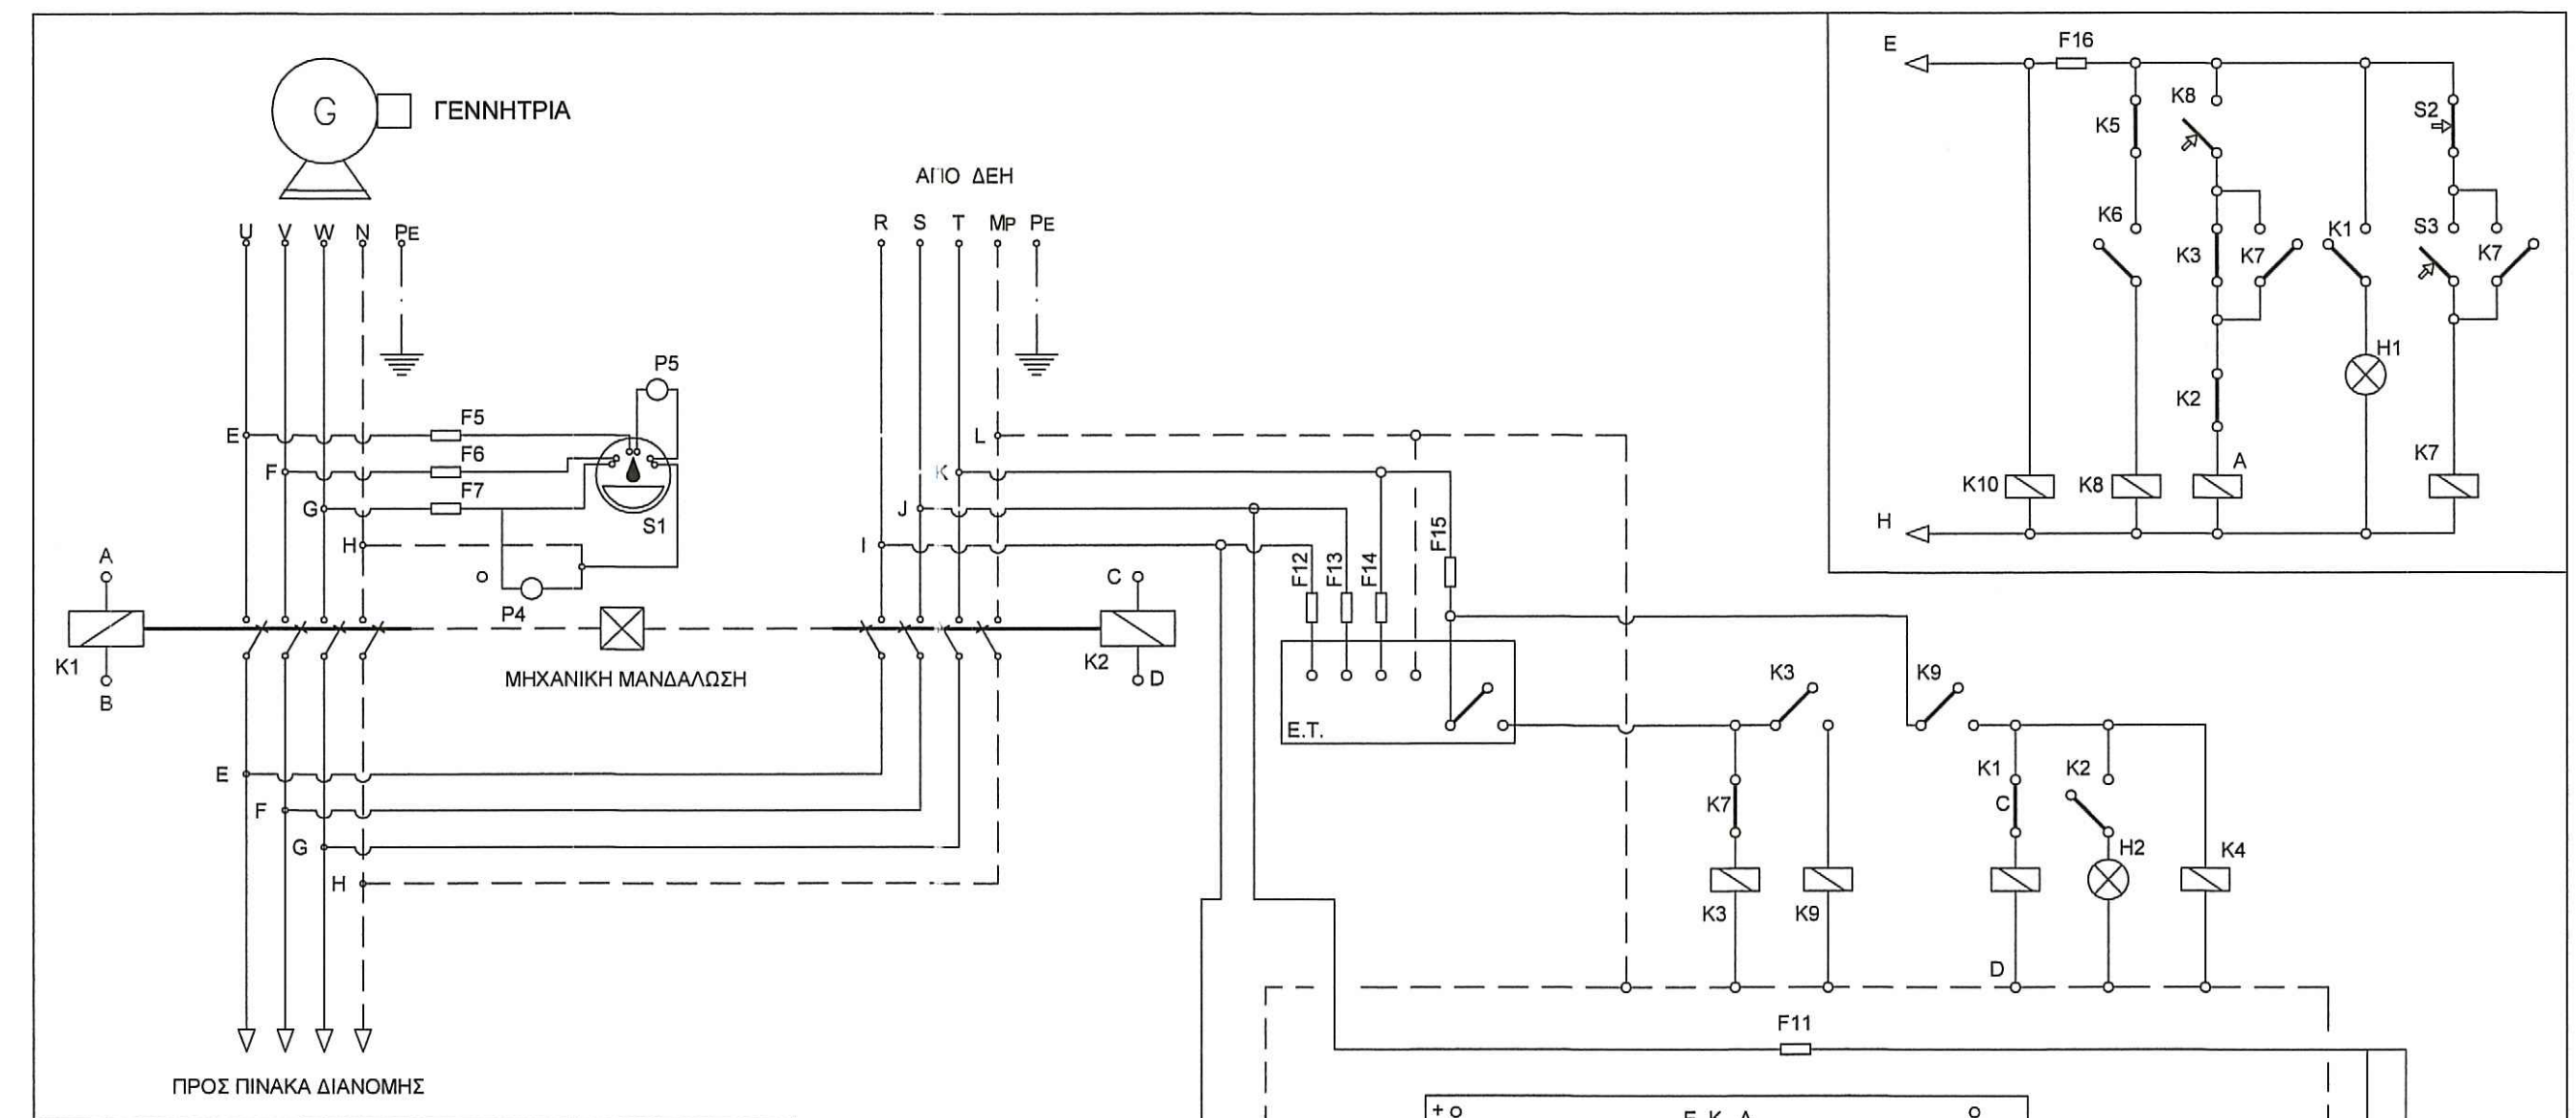 G ΓΕΝΝΗΤΡΙΑ
U V W N PE
ΑΠΟ ΔΕΗ
R S T MP PE
P5
E F5
F F6
G F7
S1
H
P4
A
K1
B
ΜΗΧΑΝΙΚΗ ΜΑΝΔΑΛΩΣΗ
C
K2 D
L
K
J
I
F12 F13 F14 F15
E.T.
E
F
G
H
ΠΡΟΣ ΠΙΝΑΚΑ ΔΙΑΝΟΜΗΣ
K3 K9
K7
K1 K2
C
H2
K4
K3 K9
D
F11
+ E. K. Δ.
E F16
K8
K5
S2
K6
K1
S3
K3 K7
K7
H1
K2
A
K7
K10 K8
H